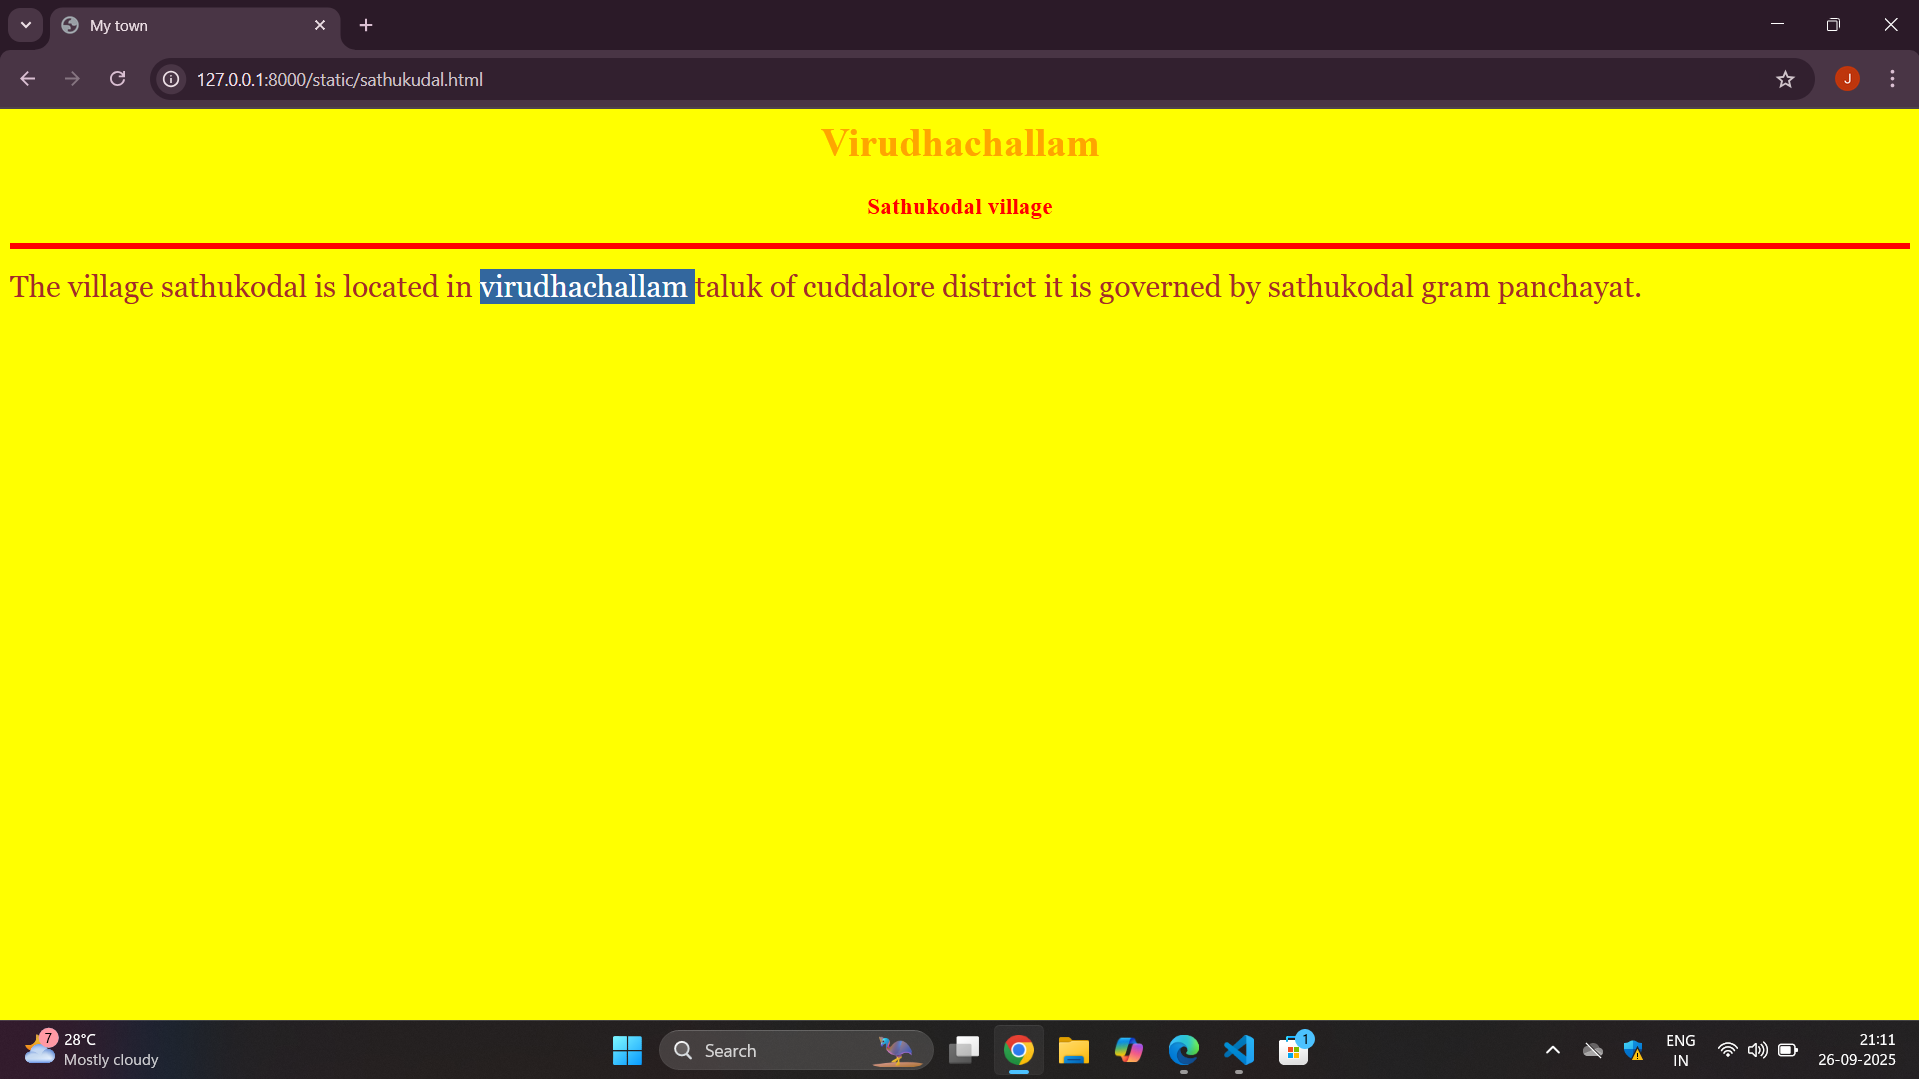 My town
127.0.0.1:8000/static/sathukudal.html
J
Virudhachallam
Sathukodal village
The village sathukodal is located in virudhachallam taluk of cuddalore district it is governed by sathukodal gram panchayat.
7
28°C
Mostly cloudy
Search
1
ENG
IN
21:11
26-09-2025